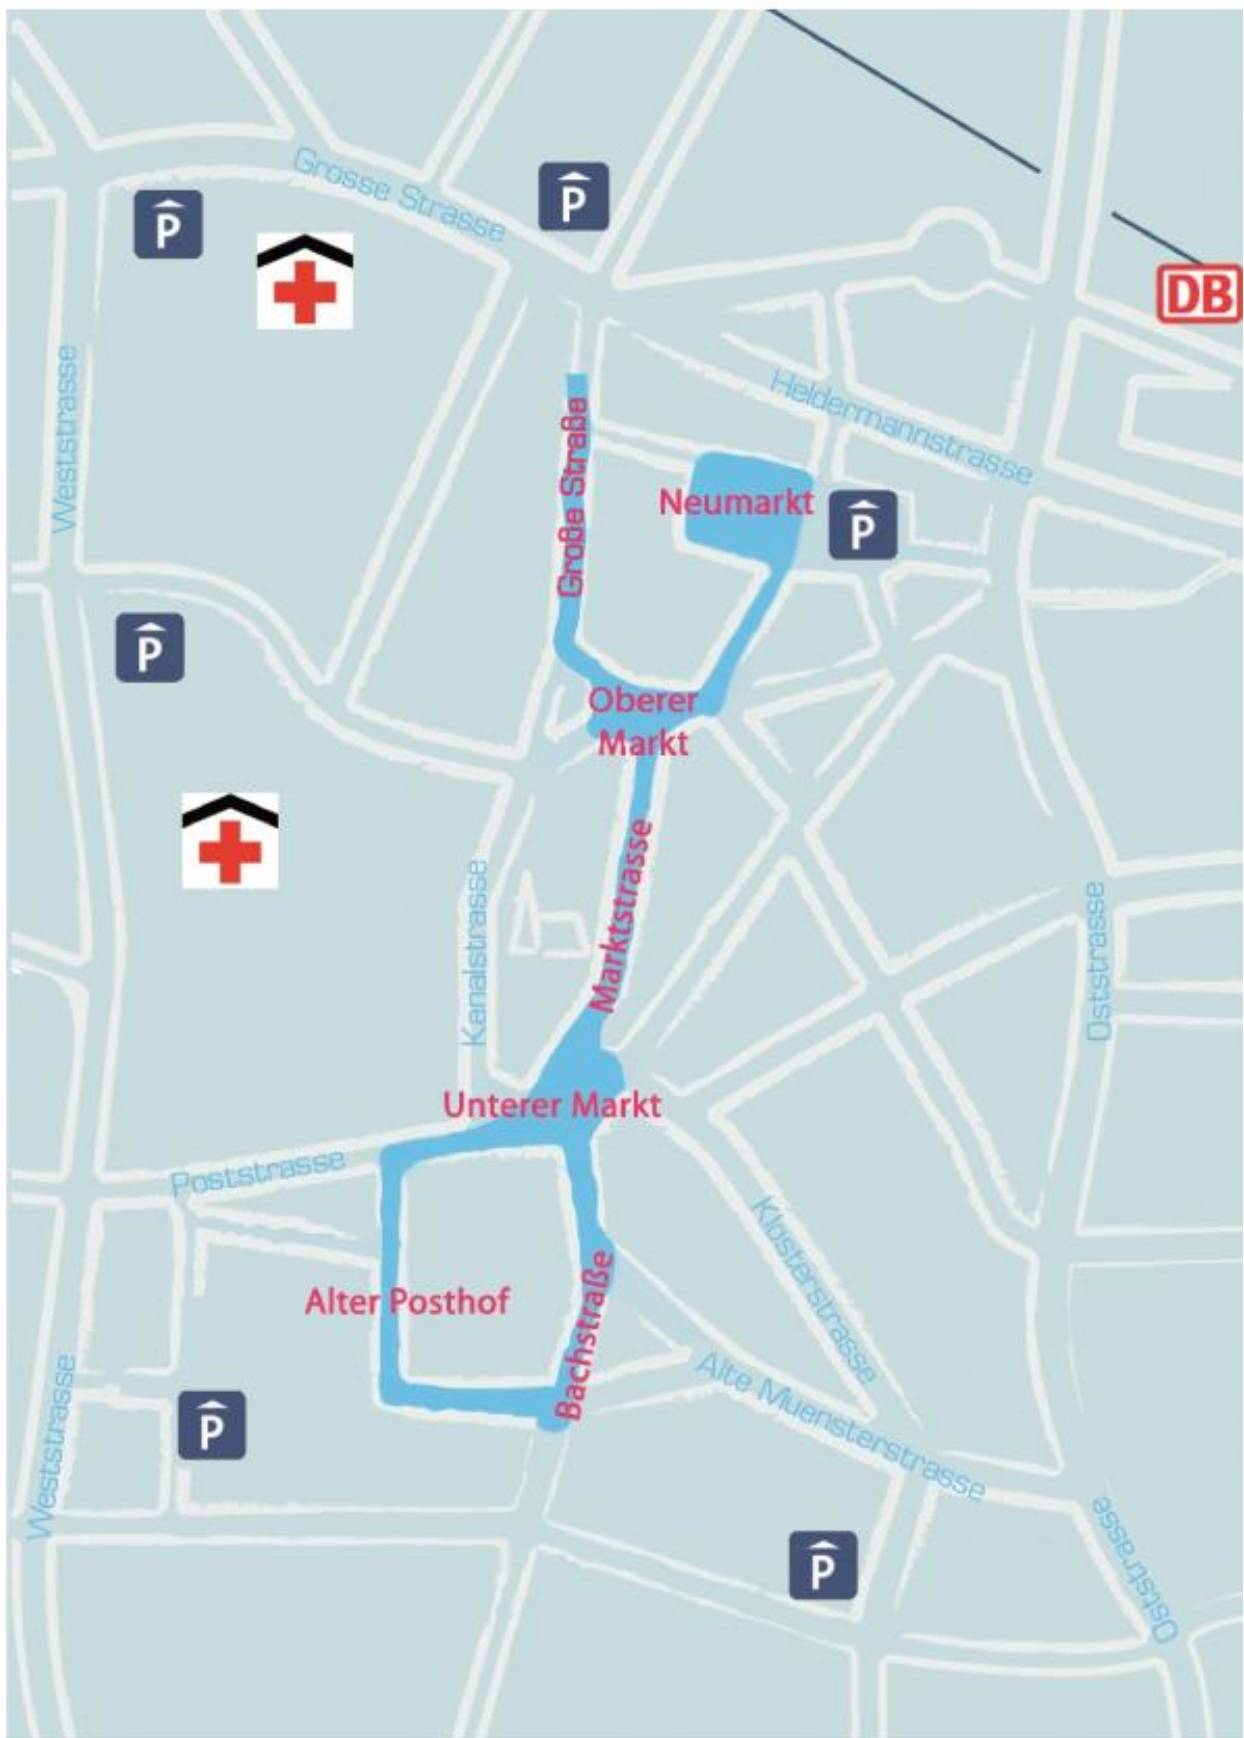 Grosse Strasse
P
P
DB
Weststrasse
Große Straße
Heldermannstrasse
Neumarkt
P
P
Oberer
Markt
Marktstrasse
Kanalstrasse
Oststrasse
Unterer Markt
Poststrasse
Klosterstrasse
Alter Posthof
Bachstraße
Alte Muensterstrasse
Weststrasse
P
Oststrasse
P